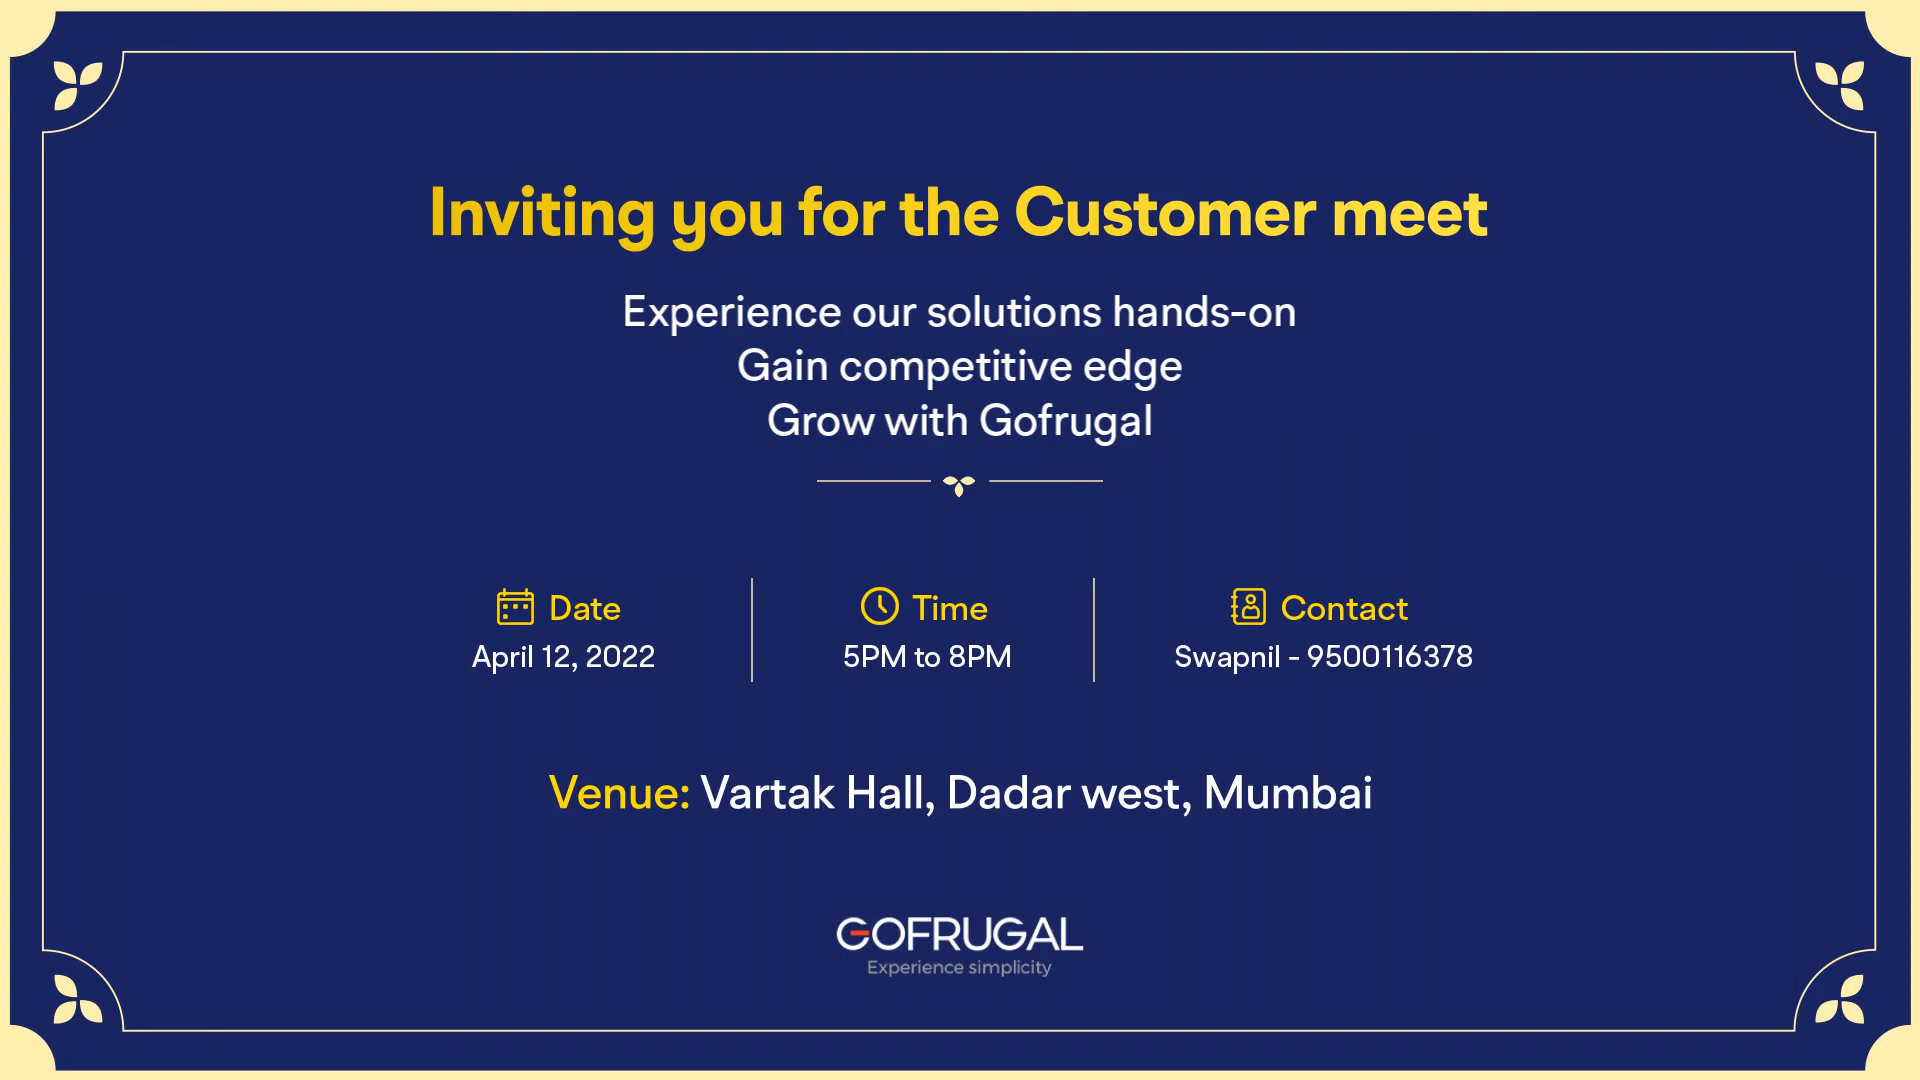 Inviting you for the Customer meet
Experience our solutions hands-on
Gain competitive edge
Grow with Gofrugal
Date
April 12, 2022
Time
5PM to 8PM
Contact
Swapnil - 9500116378
Venue: Vartak Hall, Dadar west, Mumbai
GOFRUGAL
Experience simplicity